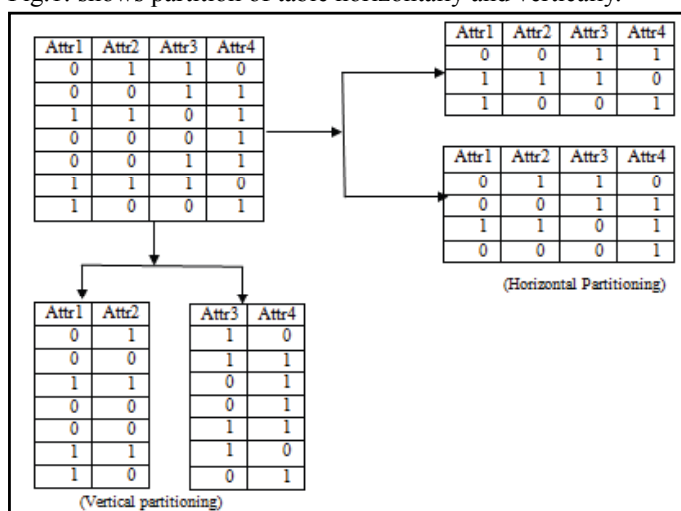 Fig.1. shows partition of table horizontally and vertically.
Attr1 Attr2 Attr3 Attr4
0 1 1 0
0 0 1 1
1 1 0 1
0 0 0 1
0 0 1 1
1 1 1 0
1 0 0 1
Attr1 Attr2 Attr3 Attr4
0 0 1 1
1 1 1 0
1 0 0 1
Attr1 Attr2 Attr3 Attr4
0 1 1 0
0 0 1 1
1 1 0 1
0 0 0 1
(Horizontal Partitioning)
Attr1 Attr2
0 1
0 0
1 1
0 0
0 0
1 1
1 0
Attr3 Attr4
1 0
1 1
0 1
0 1
1 1
1 0
0 1
(Vertical partitioning)